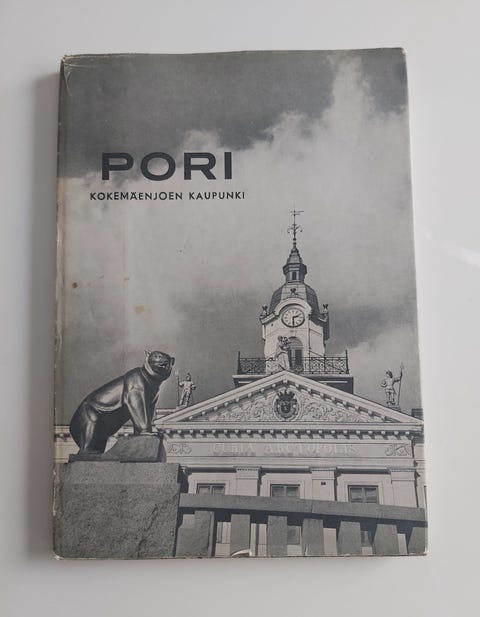 PORI
KOKEMÄENJOEN KAUPUNKI
CURIA ARCTOPOLIS